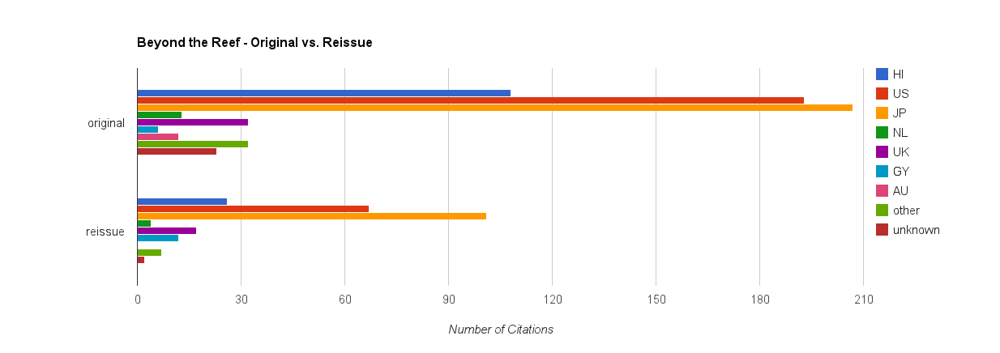 Beyond the Reef - Original vs. Reissue
HI
US
JP
NL
UK
GY
AU
other
unknown
original
reissue
0 30 60 90 120 150 180 210
Number of Citations